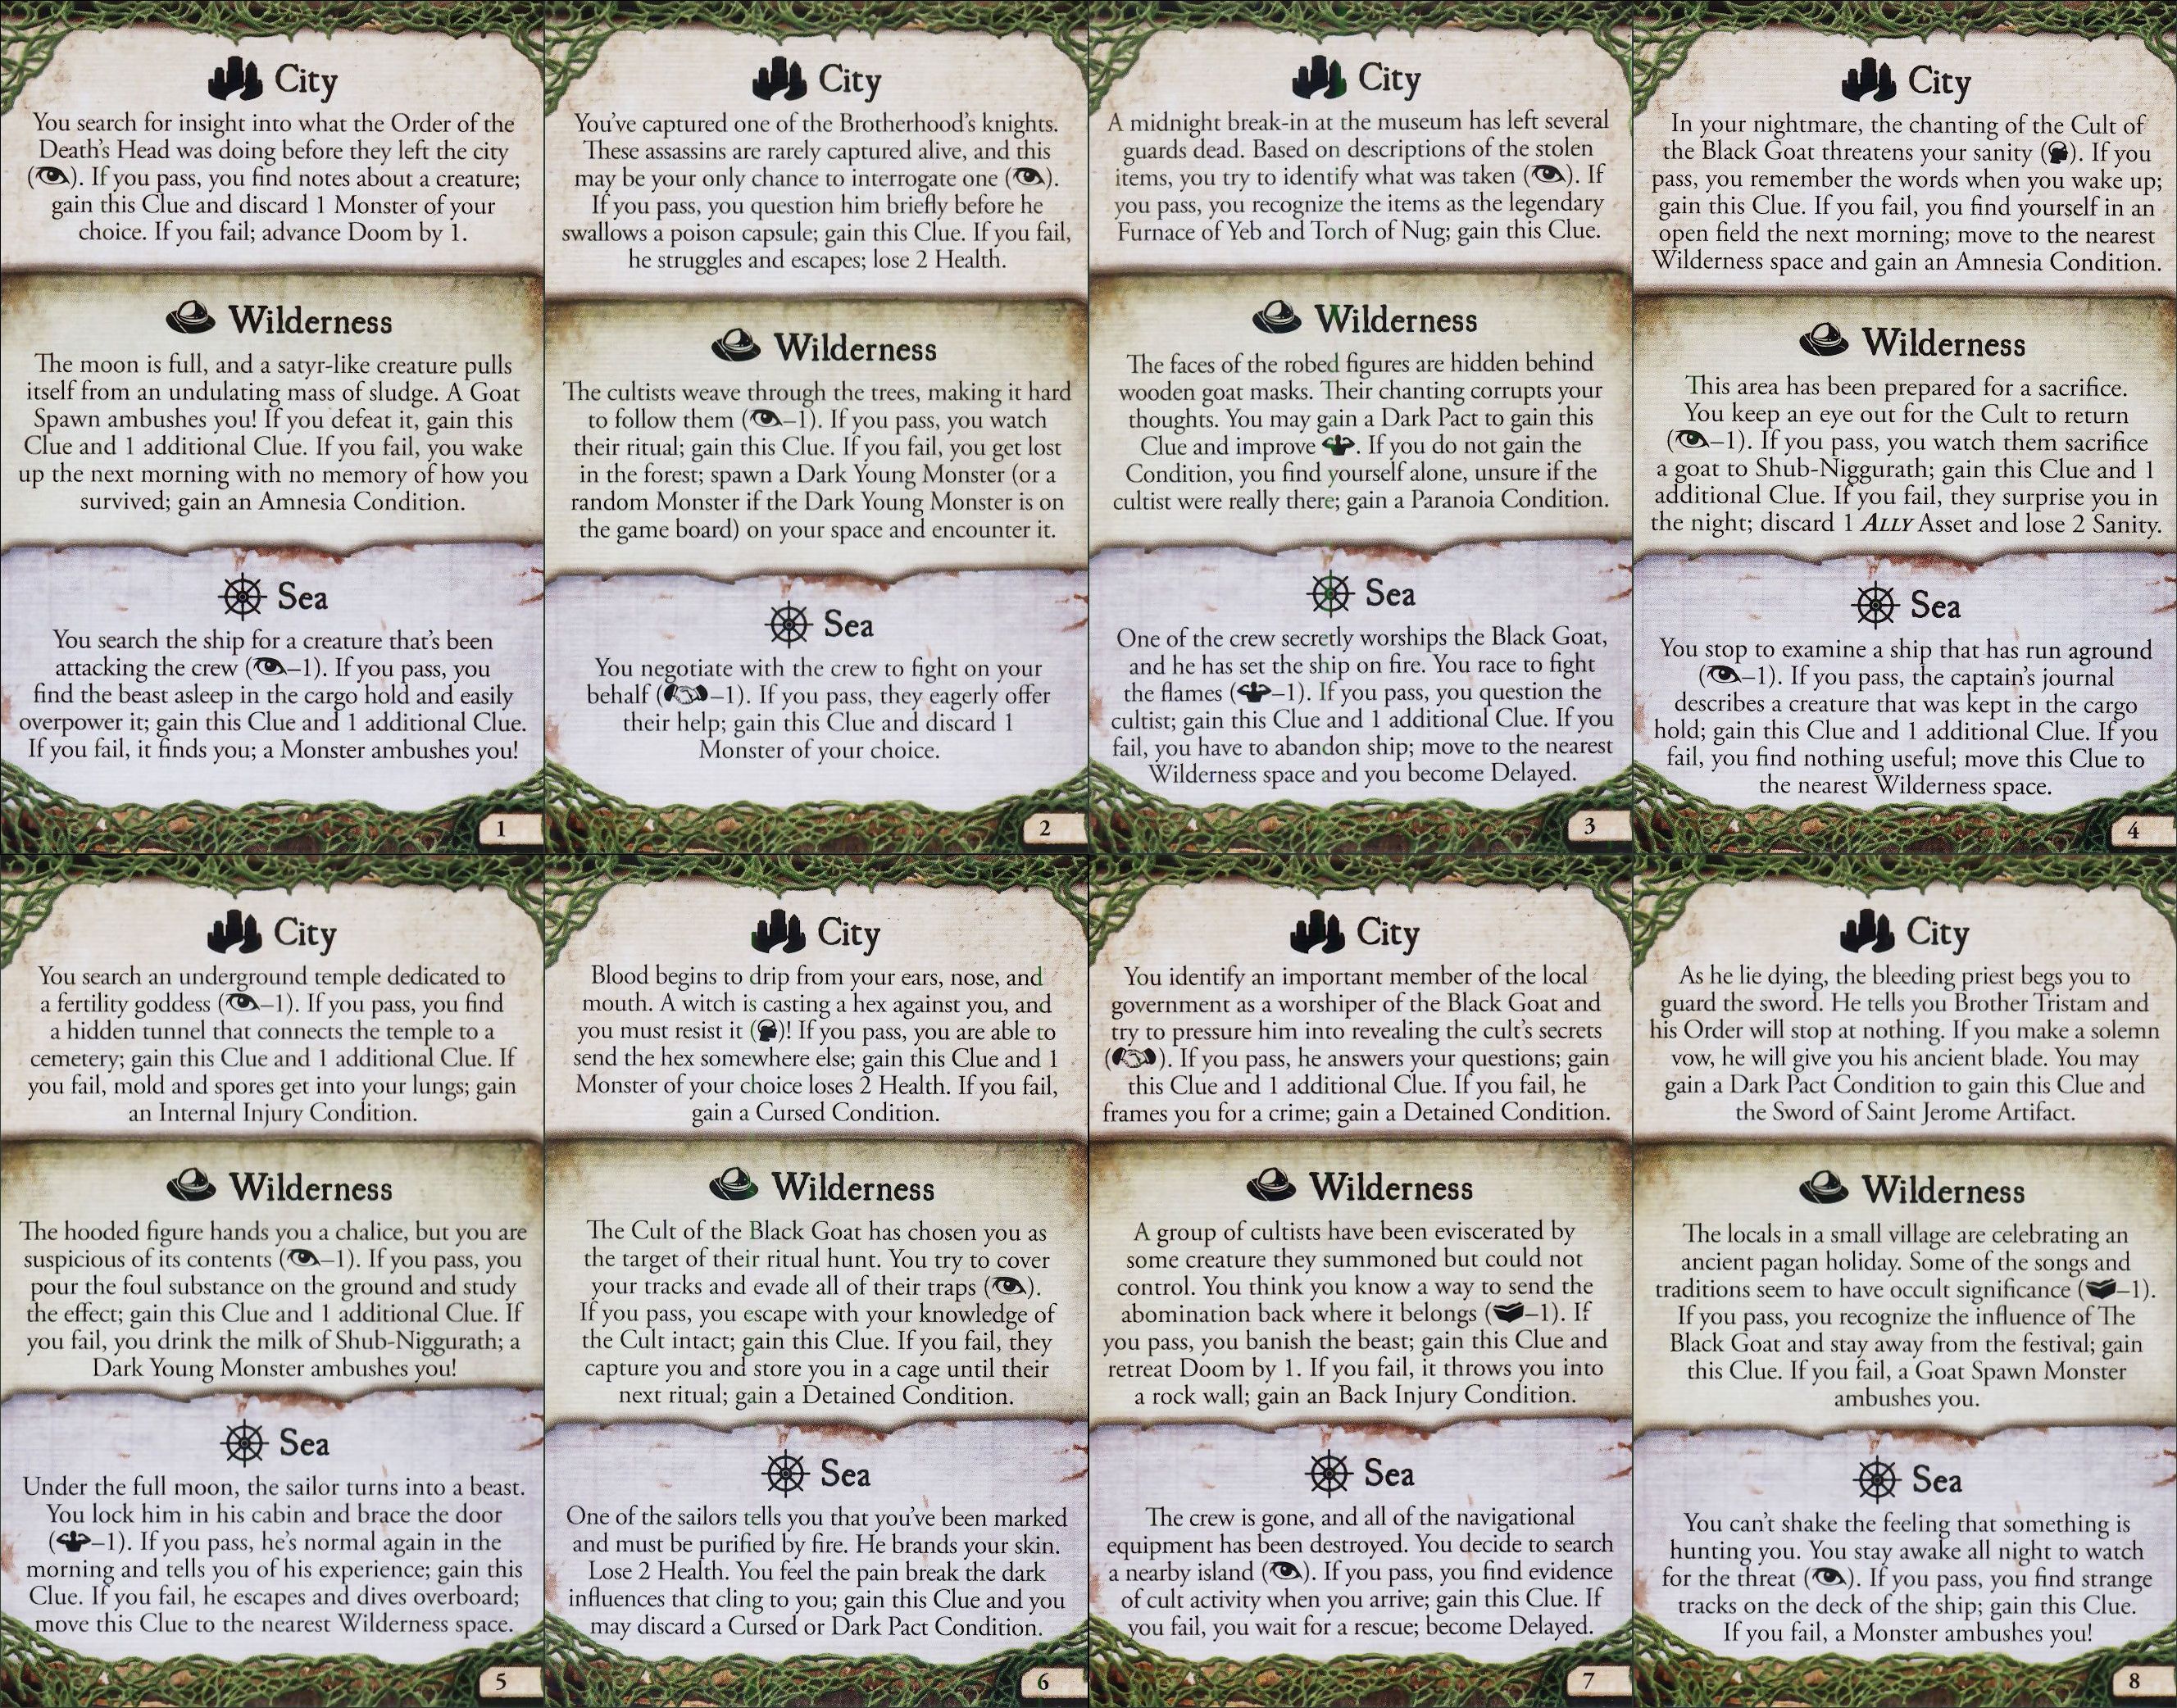 City
You search for insight into what the Order of the
Death's Head was doing before they left the city
(). If you pass, you find notes about a creature;
gain this Clue and discard 1 Monster of your
choice. If you fail; advance Doom by 1.
Wilderness
The moon is full, and a satyr-like creature pulls
itself from an undulating mass of sludge. A Goat
Spawn ambushes you! If you defeat it, gain this
Clue and 1 additional Clue. If you fail, you wake
up the next morning with no memory of how you
survived; gain an Amnesia Condition.
Sea
You search the ship for a creature that's been
attacking the crew (–1). If you pass, you
find the beast asleep in the cargo hold and easily
overpower it; gain this Clue and 1 additional Clue.
If you fail, it finds you; a Monster ambushes you!
1
City
You've captured one of the Brotherhood's knights.
These assassins are rarely captured alive, and this
may be your only chance to interrogate one ().
If you pass, you question him briefly before he
swallows a poison capsule; gain this Clue. If you fail,
he struggles and escapes; lose 2 Health.
Wilderness
The cultists weave through the trees, making it hard
to follow them (–1). If you pass, you watch
their ritual; gain this Clue. If you fail, you get lost
in the forest; spawn a Dark Young Monster (or a
random Monster if the Dark Young Monster is on
the game board) on your space and encounter it.
Sea
You negotiate with the crew to fight on your
behalf (–1). If you pass, they eagerly offer
their help; gain this Clue and discard 1
Monster of your choice.
2
City
A midnight break-in at the museum has left several
guards dead. Based on descriptions of the stolen
items, you try to identify what was taken (). If
you pass, you recognize the items as the legendary
Furnace of Yeb and Torch of Nug; gain this Clue.
Wilderness
The faces of the robed figures are hidden behind
wooden goat masks. Their chanting corrupts your
thoughts. You may gain a Dark Pact to gain this
Clue and improve . If you do not gain the
Condition, you find yourself alone, unsure if the
cultist were really there; gain a Paranoia Condition.
Sea
One of the crew secretly worships the Black Goat,
and he has set the ship on fire. You race to fight
the flames (–1). If you pass, you question the
cultist; gain this Clue and 1 additional Clue. If you
fail, you have to abandon ship; move to the nearest
Wilderness space and you become Delayed.
3
City
In your nightmare, the chanting of the Cult of
the Black Goat threatens your sanity (). If you
pass, you remember the words when you wake up;
gain this Clue. If you fail, you find yourself in an
open field the next morning; move to the nearest
Wilderness space and gain an Amnesia Condition.
Wilderness
This area has been prepared for a sacrifice.
You keep an eye out for the Cult to return
(–1). If you pass, you watch them sacrifice
a goat to Shub-Niggurath; gain this Clue and 1
additional Clue. If you fail, they surprise you in
the night; discard 1 ALLY Asset and lose 2 Sanity.
Sea
You stop to examine a ship that has run aground
(–1). If you pass, the captain's journal
describes a creature that was kept in the cargo
hold; gain this Clue and 1 additional Clue. If you
fail, you find nothing useful; move this Clue to
the nearest Wilderness space.
4
City
You search an underground temple dedicated to
a fertility goddess (–1). If you pass, you find
a hidden tunnel that connects the temple to a
cemetery; gain this Clue and 1 additional Clue. If
you fail, mold and spores get into your lungs; gain
an Internal Injury Condition.
Wilderness
The hooded figure hands you a chalice, but you are
suspicious of its contents (–1). If you pass, you
pour the foul substance on the ground and study
the effect; gain this Clue and 1 additional Clue. If
you fail, you drink the milk of Shub-Niggurath; a
Dark Young Monster ambushes you!
Sea
Under the full moon, the sailor turns into a beast.
You lock him in his cabin and brace the door
(–1). If you pass, he's normal again in the
morning and tells you of his experience; gain this
Clue. If you fail, he escapes and dives overboard;
move this Clue to the nearest Wilderness space.
5
City
Blood begins to drip from your ears, nose, and
mouth. A witch is casting a hex against you, and
you must resist it ()! If you pass, you are able to
send the hex somewhere else; gain this Clue and 1
Monster of your choice loses 2 Health. If you fail,
gain a Cursed Condition.
Wilderness
The Cult of the Black Goat has chosen you as
the target of their ritual hunt. You try to cover
your tracks and evade all of their traps ().
If you pass, you escape with your knowledge of
the Cult intact; gain this Clue. If you fail, they
capture you and store you in a cage until their
next ritual; gain a Detained Condition.
Sea
One of the sailors tells you that you've been marked
and must be purified by fire. He brands your skin.
Lose 2 Health. You feel the pain break the dark
influences that cling to you; gain this Clue and you
may discard a Cursed or Dark Pact Condition.
6
City
You identify an important member of the local
government as a worshiper of the Black Goat and
try to pressure him into revealing the cult's secrets
(). If you pass, he answers your questions; gain
this Clue and 1 additional Clue. If you fail, he
frames you for a crime; gain a Detained Condition.
Wilderness
A group of cultists have been eviscerated by
some creature they summoned but could not
control. You think you know a way to send the
abomination back where it belongs (–1). If
you pass, you banish the beast; gain this Clue and
retreat Doom by 1. If you fail, it throws you into
a rock wall; gain an Back Injury Condition.
Sea
The crew is gone, and all of the navigational
equipment has been destroyed. You decide to search
a nearby island (). If you pass, you find evidence
of cult activity when you arrive; gain this Clue. If
you fail, you wait for a rescue; become Delayed.
7
City
As he lie dying, the bleeding priest begs you to
guard the sword. He tells you Brother Tristam and
his Order will stop at nothing. If you make a solemn
vow, he will give you his ancient blade. You may
gain a Dark Pact Condition to gain this Clue and
the Sword of Saint Jerome Artifact.
Wilderness
The locals in a small village are celebrating an
ancient pagan holiday. Some of the songs and
traditions seem to have occult significance (–1).
If you pass, you recognize the influence of The
Black Goat and stay away from the festival; gain
this Clue. If you fail, a Goat Spawn Monster
ambushes you.
Sea
You can't shake the feeling that something is
hunting you. You stay awake all night to watch
for the threat (). If you pass, you find strange
tracks on the deck of the ship; gain this Clue.
If you fail, a Monster ambushes you!
8